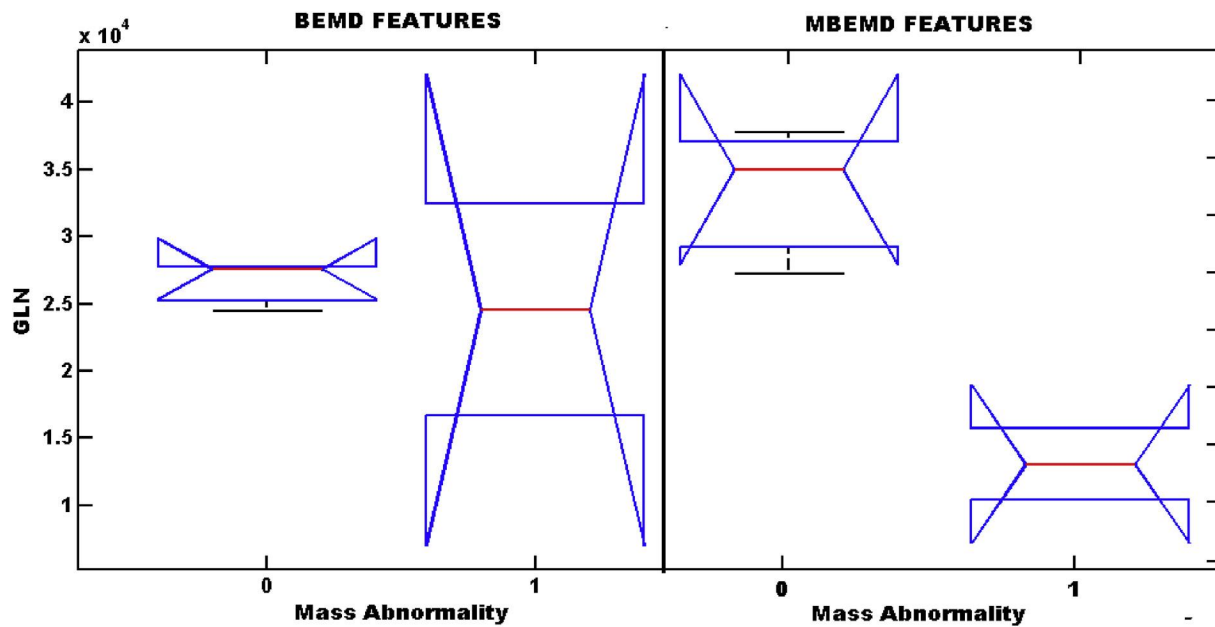 BEMD FEATURES
MBEMD FEATURES
x 10⁴
4
3.5
3
2.5
2
1.5
1
GLN
0
1
0
1
Mass Abnormality
Mass Abnormality